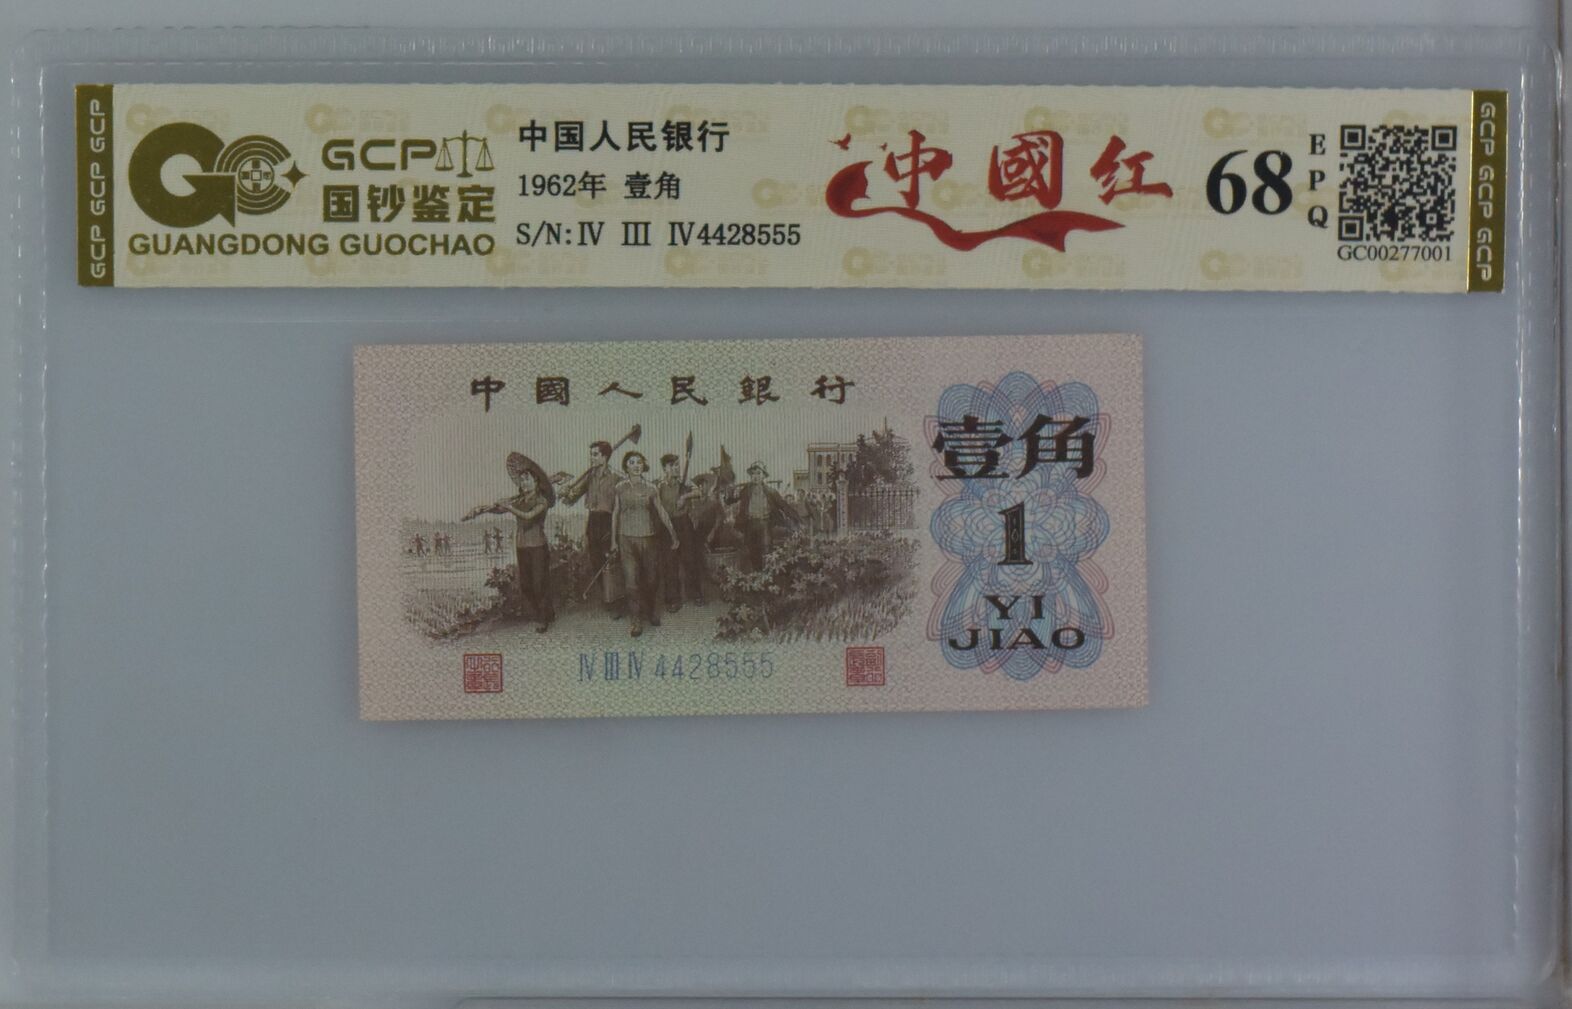 GCP GCP GCP
GCP
国钞鉴定
GUANGDONG GUOCHAO
中国人民银行
1962年 壹角
S/N:Ⅳ Ⅲ Ⅳ4428555
中國红
68
EPQ
GC00277001
GCP GCP GCP
中國人民銀行
壹角
1
YI
JIAO
Ⅳ Ⅲ Ⅳ 4428555